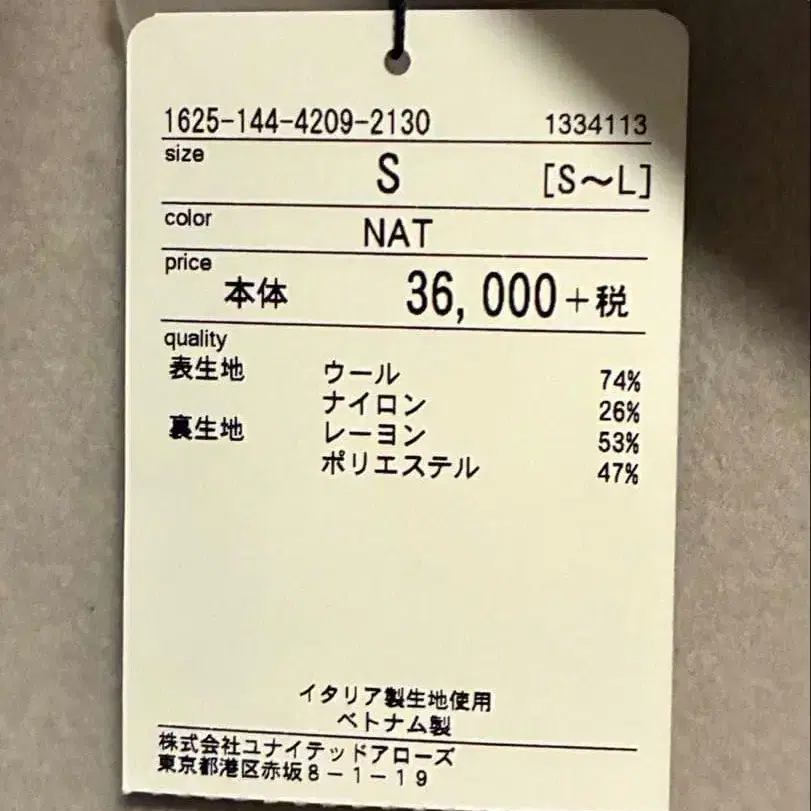 1625-144-4209-2130 1334113
size S [S～L]
color NAT
price 本体 36,000+税
quality
表生地 ウール 74%
ナイロン 26%
裏生地 レーヨン 53%
ポリエステル 47%
イタリア製生地使用
ベトナム製
株式会社ユナイテッドアローズ
東京都港区赤坂8－1－19